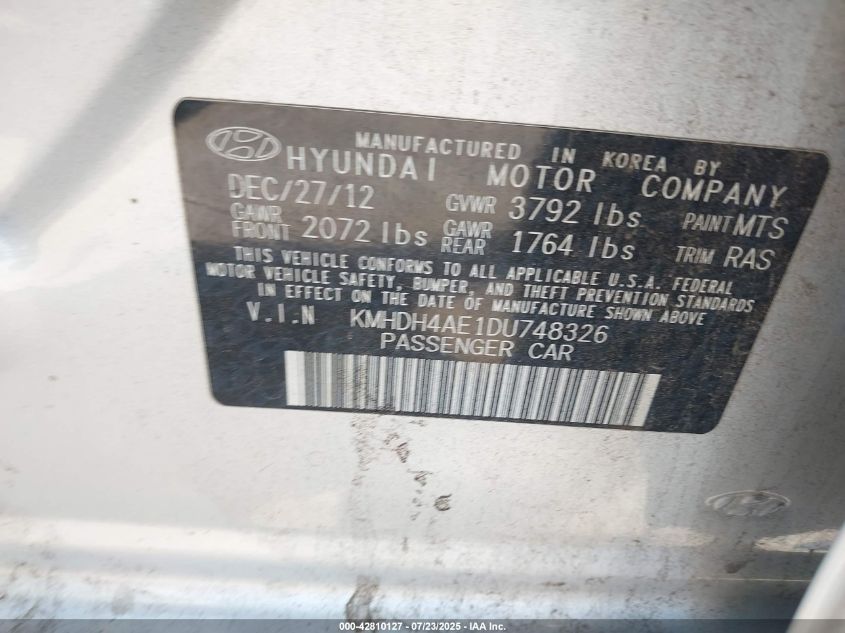 MANUFACTURED IN KOREA BY
HYUNDAI MOTOR COMPANY
DEC/27/12 GVWR 3792 lbs PAINT MTS
GAWR FRONT 2072 lbs GAWR REAR 1764 lbs TRIM RAS
THIS VEHICLE CONFORMS TO ALL APPLICABLE U.S.A. FEDERAL
MOTOR VEHICLE SAFETY, BUMPER, AND THEFT PREVENTION STANDARDS
IN EFFECT ON THE DATE OF MANUFACTURE SHOWN ABOVE
V.I.N KMHDH4AE1DU748326
PASSENGER CAR
000-42810127 - 07/23/2025 - IAA Inc.